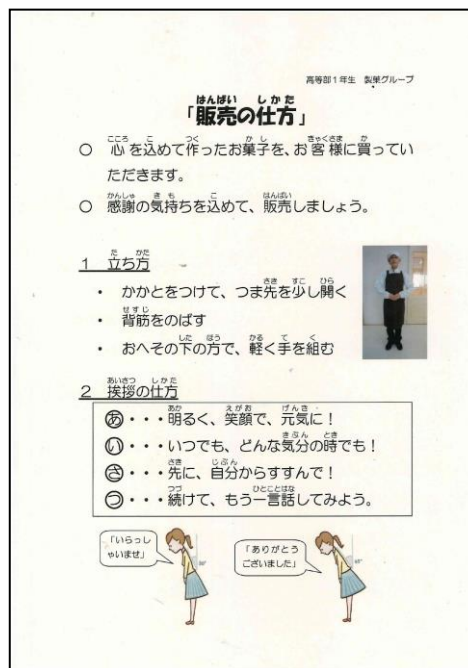 高等部1年生　製菓グループ
「販売の仕方」
○　心を込めて作ったお菓子を、お客様に買ってい
ただきます。
○　感謝の気持ちを込めて、販売しましょう。
1　立ち方
・　かかとをつけて、つま先を少し開く
・　背筋をのばす
・　おへその下の方で、軽く手を組む
2　挨拶の仕方
あ・・・明るく、笑顔で、元気に！
い・・・いつでも、どんな気分の時でも！
さ・・・先に、自分からすすんで！
つ・・・続けて、もう一言話してみよう。
「いらっし
ゃいませ」
「ありがとう
ございました」